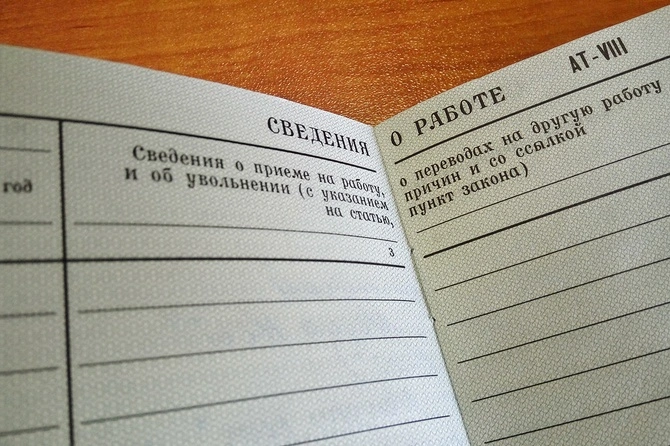 АТ-VIII
СВЕДЕНИЯ О РАБОТЕ
год
Сведения о приеме на работу, о переводах на другую работу
и об увольнении (с указанием причин и со ссылкой
на статью, пункт закона)
3